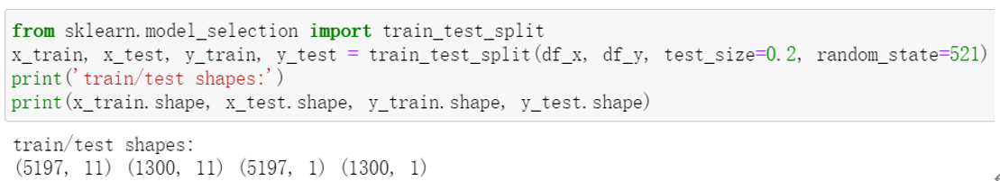 from sklearn.model_selection import train_test_split
x_train, x_test, y_train, y_test = train_test_split(df_x, df_y, test_size=0.2, random_state=521)
print('train/test shapes:')
print(x_train.shape, x_test.shape, y_train.shape, y_test.shape)
train/test shapes:
(5197, 11) (1300, 11) (5197, 1) (1300, 1)